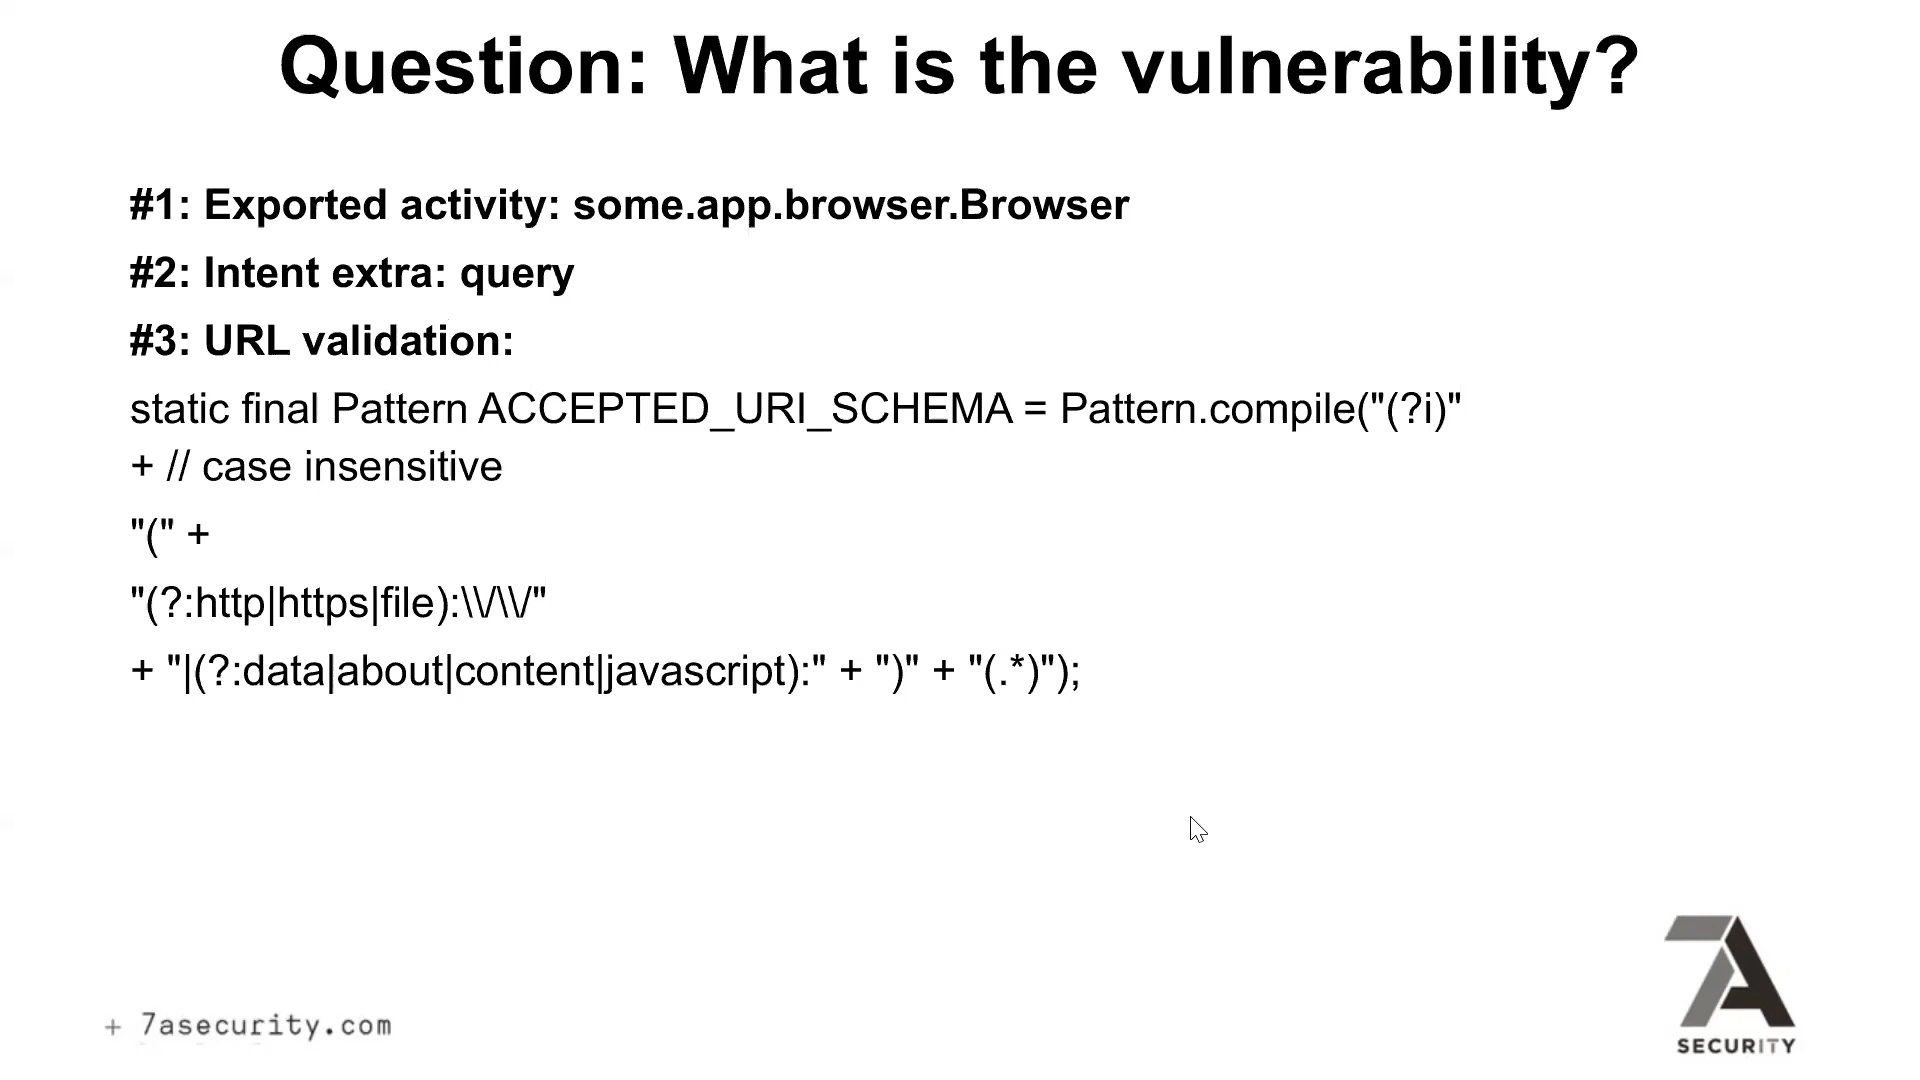 Question: What is the vulnerability?
#1: Exported activity: some.app.browser.Browser
#2: Intent extra: query
#3: URL validation:
static final Pattern ACCEPTED_URI_SCHEMA = Pattern.compile("(?i)"
+ // case insensitive
"(" +
"(?:http|https|file):\\/\\/"
+ "|(?:data|about|content|javascript):" + ")" + "(.*)");
+ 7asecurity.com
7A
SECURITY